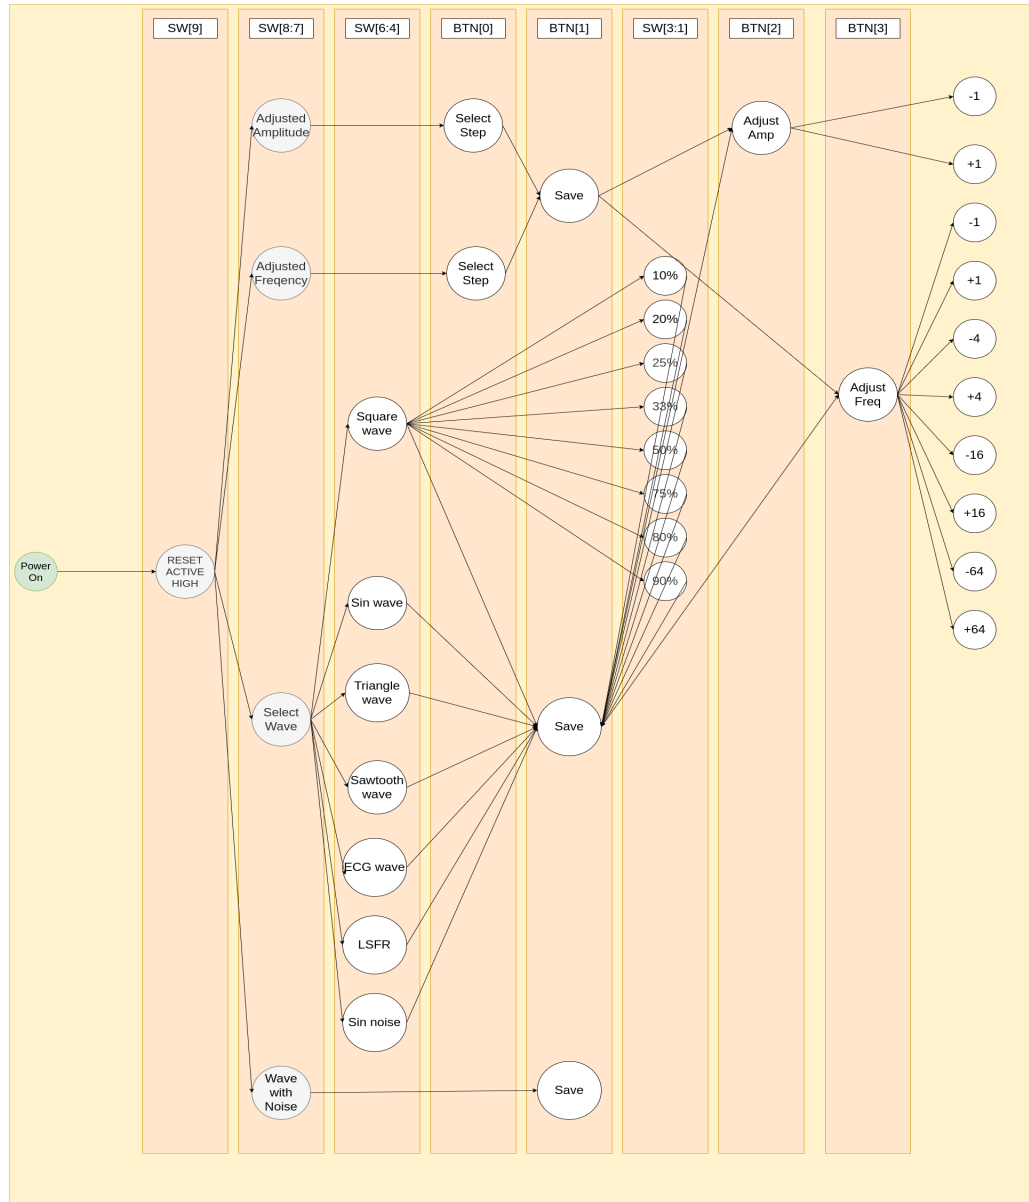 SW[9]
SW[8:7]
SW[6:4]
BTN[0]
BTN[1]
SW[3:1]
BTN[2]
BTN[3]
Power
On
RESET
ACTIVE
HIGH
Adjusted
Amplitude
Adjusted
Freqency
Select
Wave
Wave
with
Noise
Square
wave
Sin wave
Triangle
wave
Sawtooth
wave
ECG wave
LSFR
Sin noise
Select
Step
Select
Step
Save
Save
Save
10%
20%
25%
33%
50%
75%
80%
90%
Adjust
Amp
Adjust
Freq
-1
+1
-1
+1
-4
+4
-16
+16
-64
+64